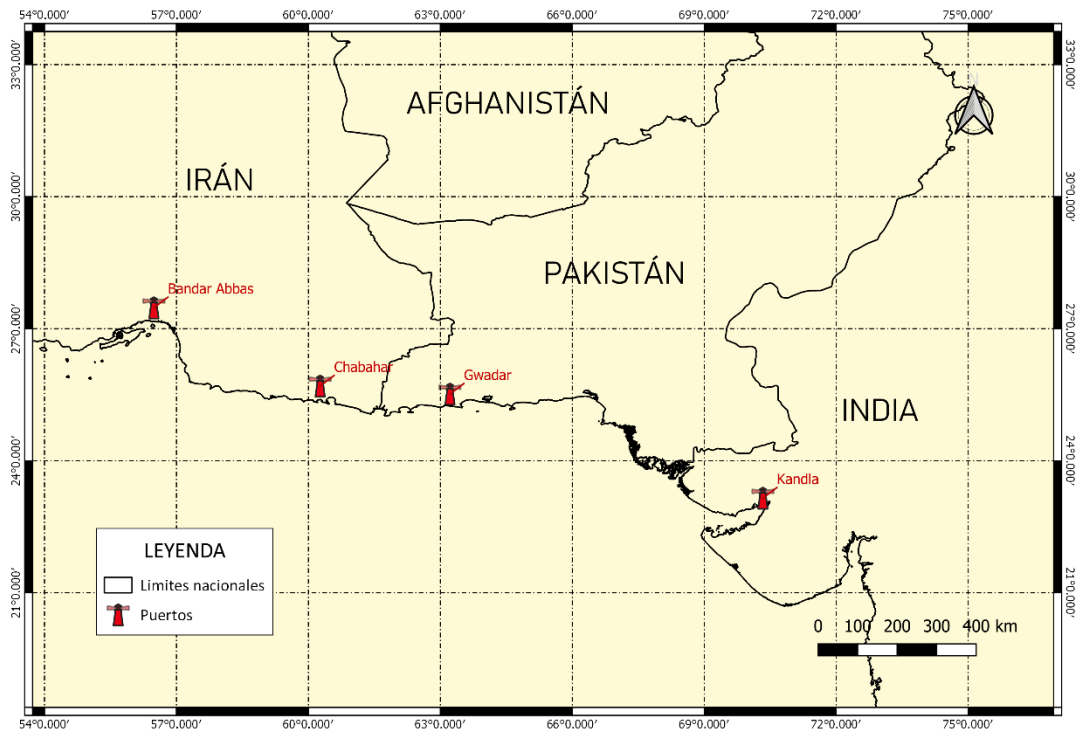 54°0.000' 57°0.000' 60°0.000' 63°0.000' 66°0.000' 69°0.000' 72°0.000' 75°0.000'
33°0.000' 33°0.000'
N
AFGHANISTÁN
IRÁN
30°0.000' 30°0.000'
PAKISTÁN
Bandar Abbas
27°0.000' 27°0.000'
Chabahar
Gwadar
INDIA
24°0.000' 24°0.000'
Kandla
LEYENDA
Limites nacionales
Puertos
21°0.000' 21°0.000'
0 100 200 300 400 km
54°0.000' 57°0.000' 60°0.000' 63°0.000' 66°0.000' 69°0.000' 72°0.000' 75°0.000'